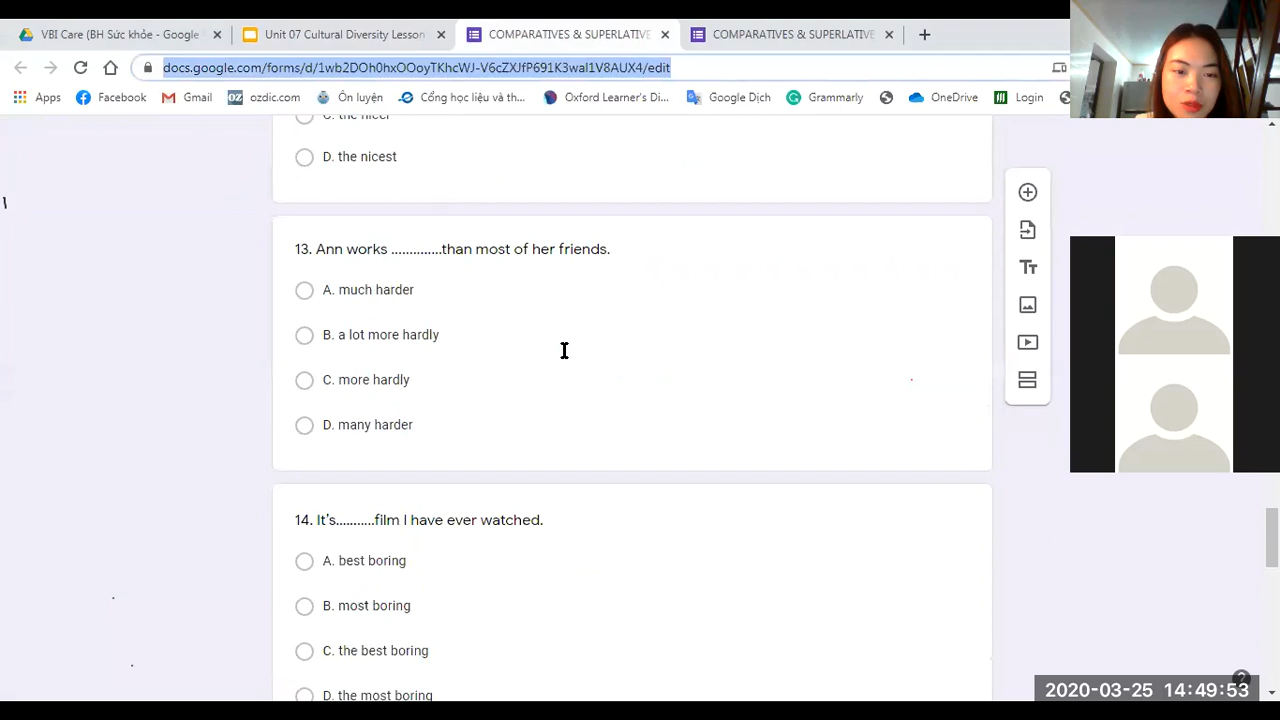 VBI Care (BH Sức khỏe - Google
Unit 07 Cultural Diversity Lesson
COMPARATIVES & SUPERLATIVE
COMPARATIVES & SUPERLATIVE
docs.google.com/forms/d/1wb2DOh0hxOOoyTKhcWJ-V6cZXJfP691K3wal1V8AUX4/edit
Apps
Facebook
Gmail
OZ ozdic.com
Ôn luyện
Cổng học liệu và th...
Oxford Learner's Di...
Google Dịch
Grammarly
OneDrive
Login
C. the nicer
D. the nicest
13. Ann works ..............than most of her friends.
A. much harder
B. a lot more hardly
C. more hardly
D. many harder
14. It's...........film I have ever watched.
A. best boring
B. most boring
C. the best boring
D. the most boring
2020-03-25 14:49:53